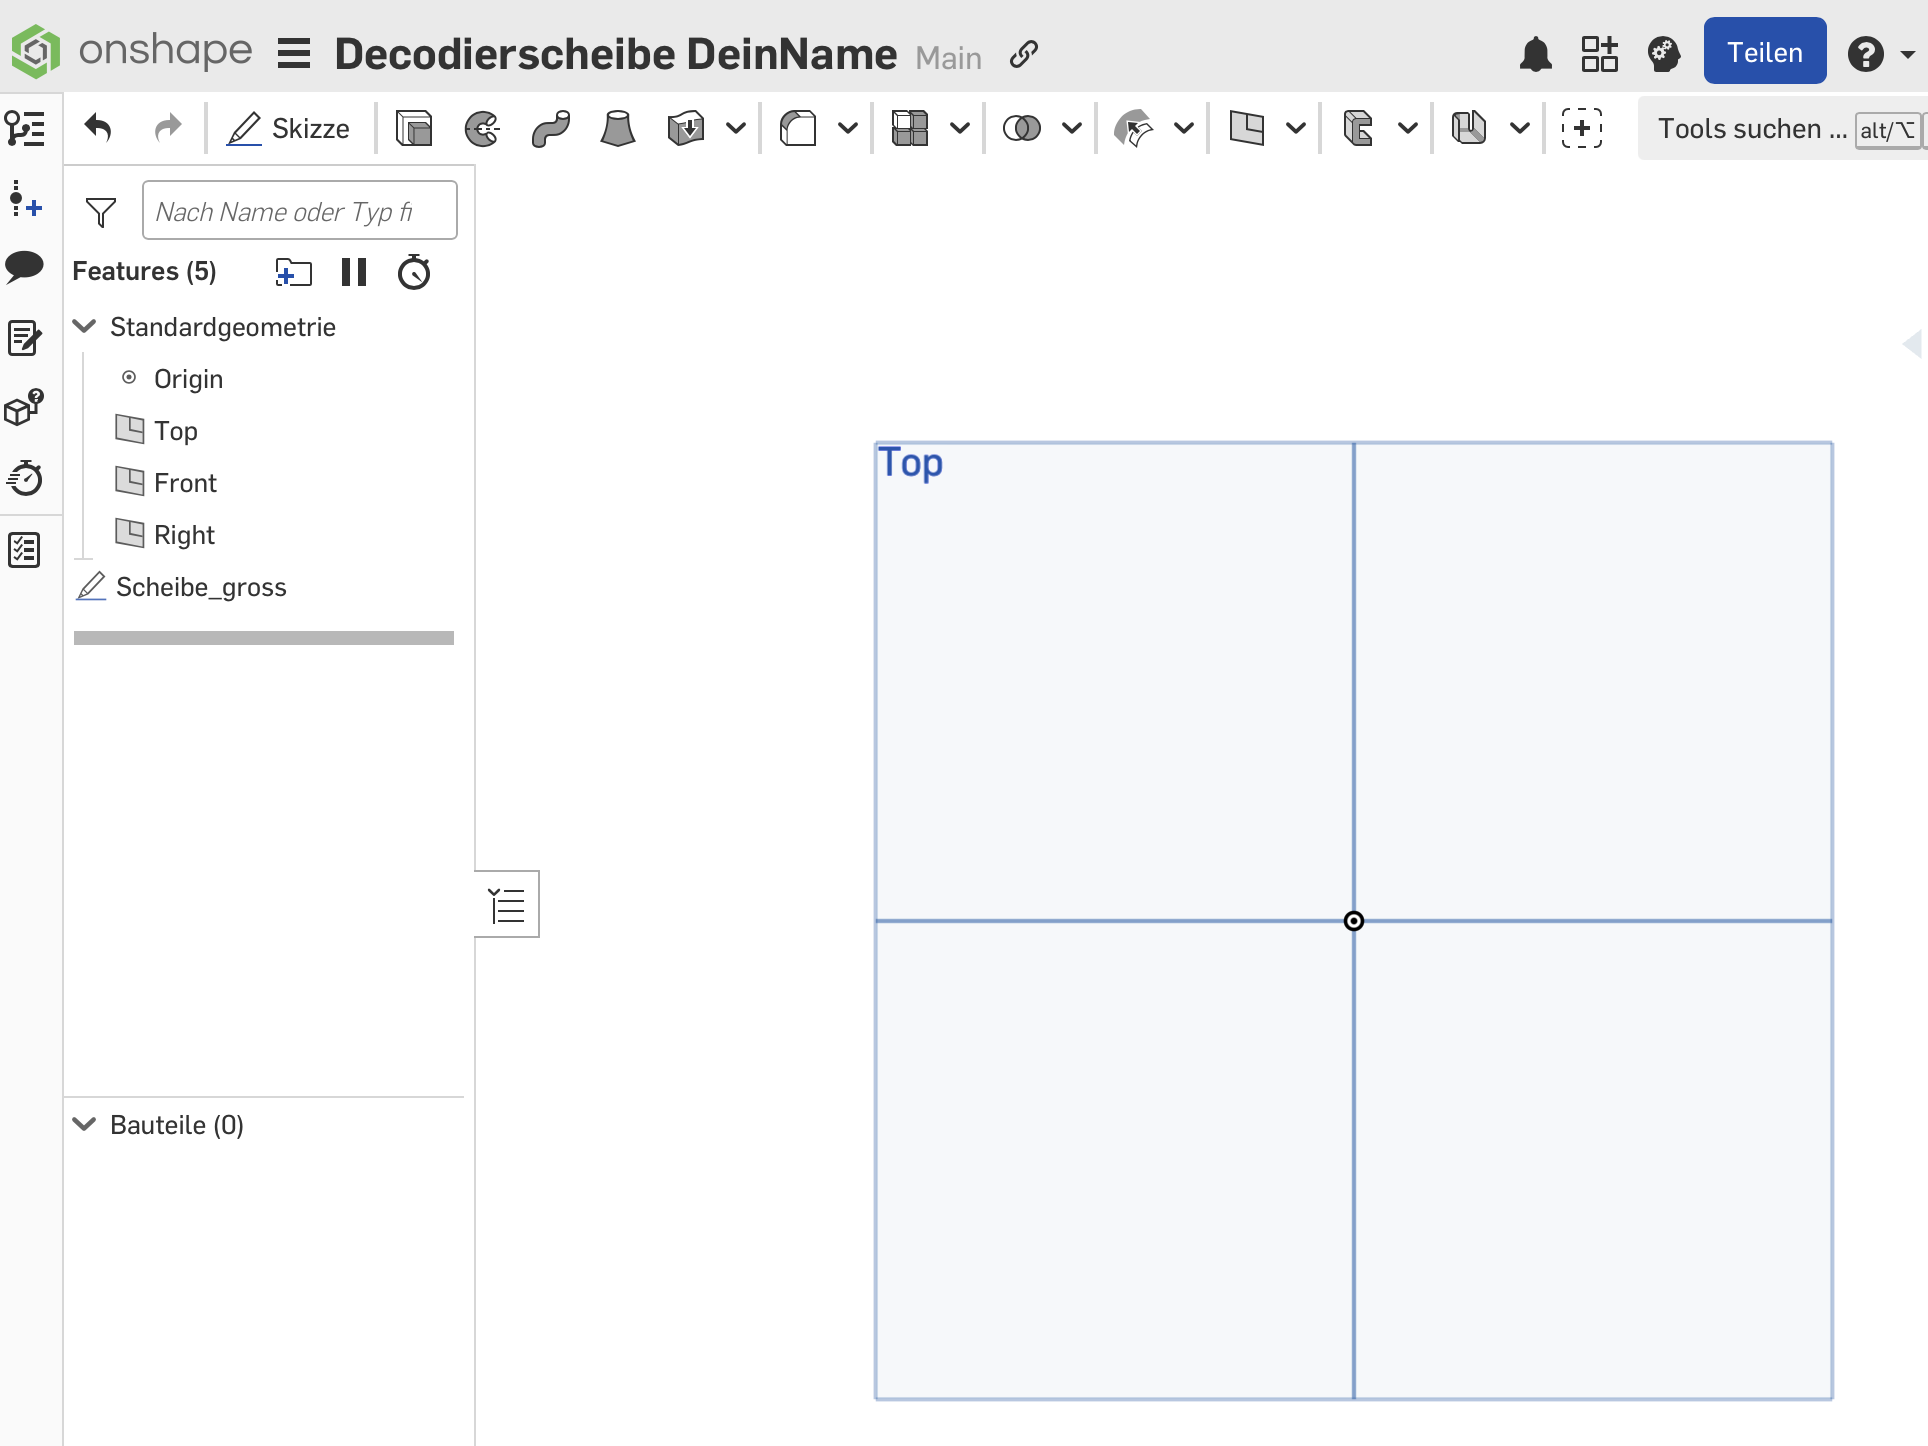 onshape
Decodierscheibe DeinName Main
Teilen
Skizze
Tools suchen ... alt/⌥
Nach Name oder Typ fi
Features (5)
Standardgeometrie
Origin
Top
Front
Right
Scheibe_gross
Bauteile (0)
Top